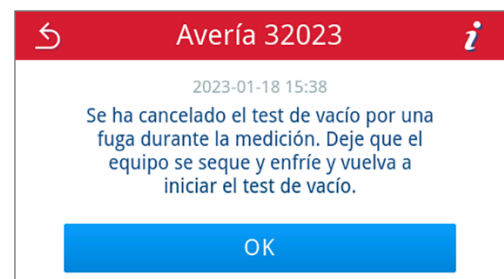 Avería 32023
i
2023-01-18 15:38
Se ha cancelado el test de vacío por una
fuga durante la medición. Deje que el
equipo se seque y enfríe y vuelva a
iniciar el test de vacío.
OK